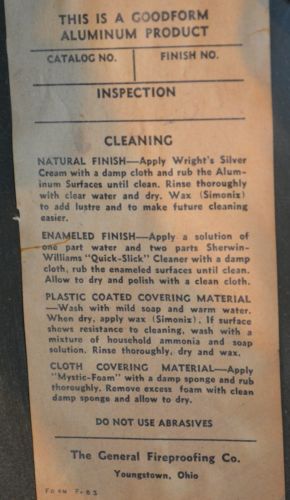 THIS IS A GOODFORM
ALUMINUM PRODUCT
CATALOG NO. FINISH NO.
INSPECTION
CLEANING
NATURAL FINISH—Apply Wright's Silver
Cream with a damp cloth and rub the Alum-
inum Surfaces until clean. Rinse thoroughly
with clear water and dry. Wax (Simonix)
to add lustre and to make future cleaning
easier.
ENAMELED FINISH—Apply a solution of
one part water and two parts Sherwin-
Williams "Quick-Slick" Cleaner with a damp
cloth, rub the enameled surfaces until clean.
Allow to dry and polish with a clean cloth.
PLASTIC COATED COVERING MATERIAL
—Wash with mild soap and warm water.
When dry, apply wax (Simonix). If surface
shows resistance to cleaning, wash with a
mixture of household ammonia and soap
solution. Rinse thoroughly, dry and wax.
CLOTH COVERING MATERIAL—Apply
"Mystic-Foam" with a damp sponge and rub
thoroughly. Remove excess foam with clean
damp sponge and allow to dry.
DO NOT USE ABRASIVES
The General Fireproofing Co.
Youngstown, Ohio
FORM